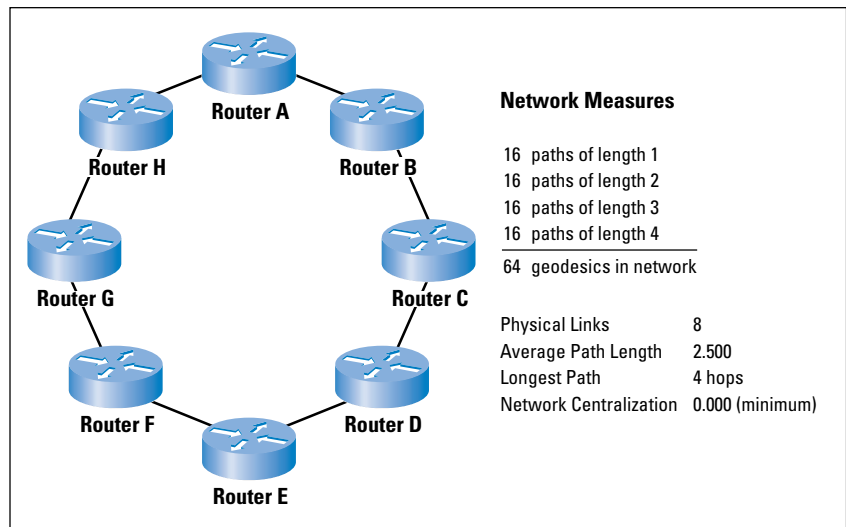 Router A
Router H
Router B
Router G
Router C
Router F
Router D
Router E
Network Measures
16 paths of length 1
16 paths of length 2
16 paths of length 3
16 paths of length 4
64 geodesics in network
Physical Links 8
Average Path Length 2.500
Longest Path 4 hops
Network Centralization 0.000 (minimum)